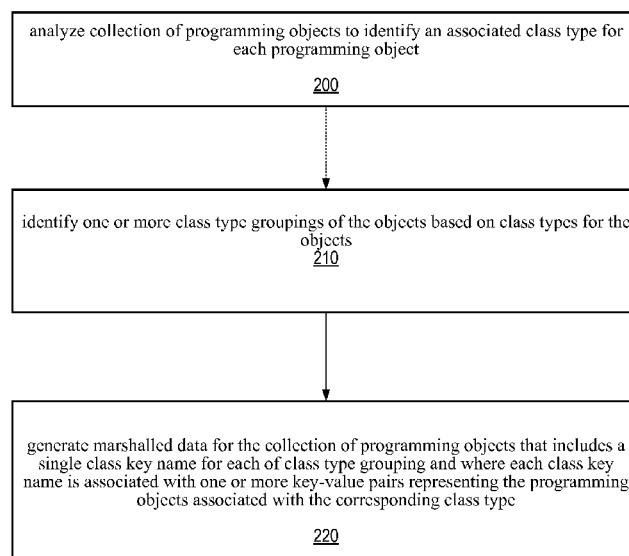 analyze collection of programming objects to identify an associated class type for
each programming object
200
identify one or more class type groupings of the objects based on class types for the
objects
210
generate marshalled data for the collection of programming objects that includes a
single class key name for each of class type grouping and where each class key
name is associated with one or more key-value pairs representing the programming
objects associated with the corresponding class type
220